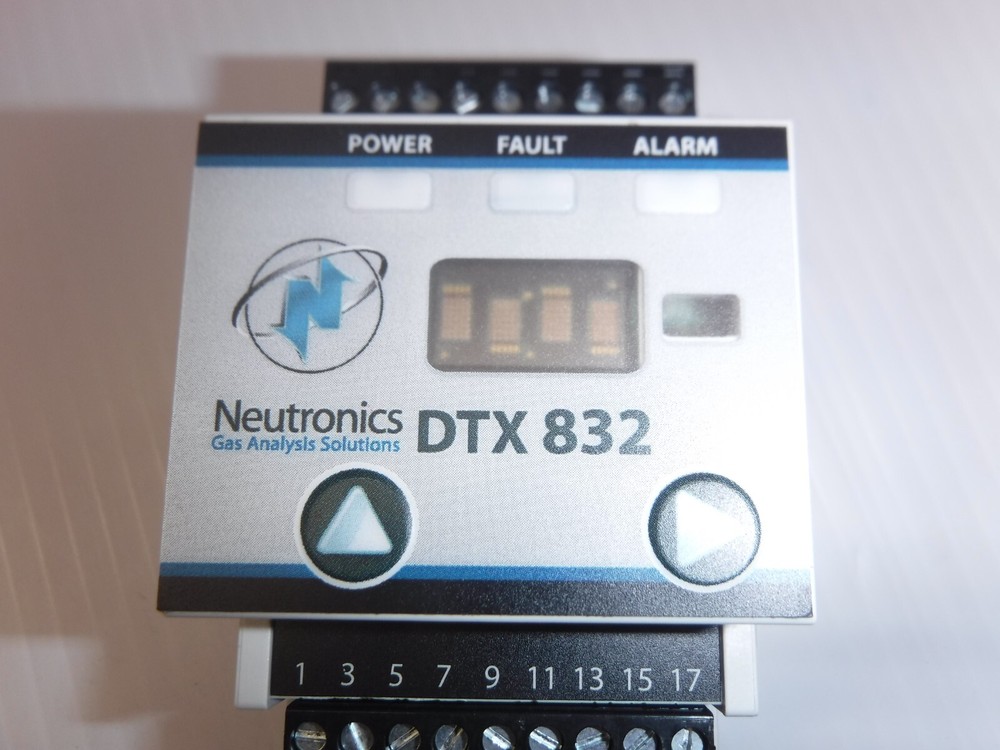 POWER FAULT ALARM
Neutronics
Gas Analysis Solutions
DTX 832
1 3 5 7 9 11 13 15 17